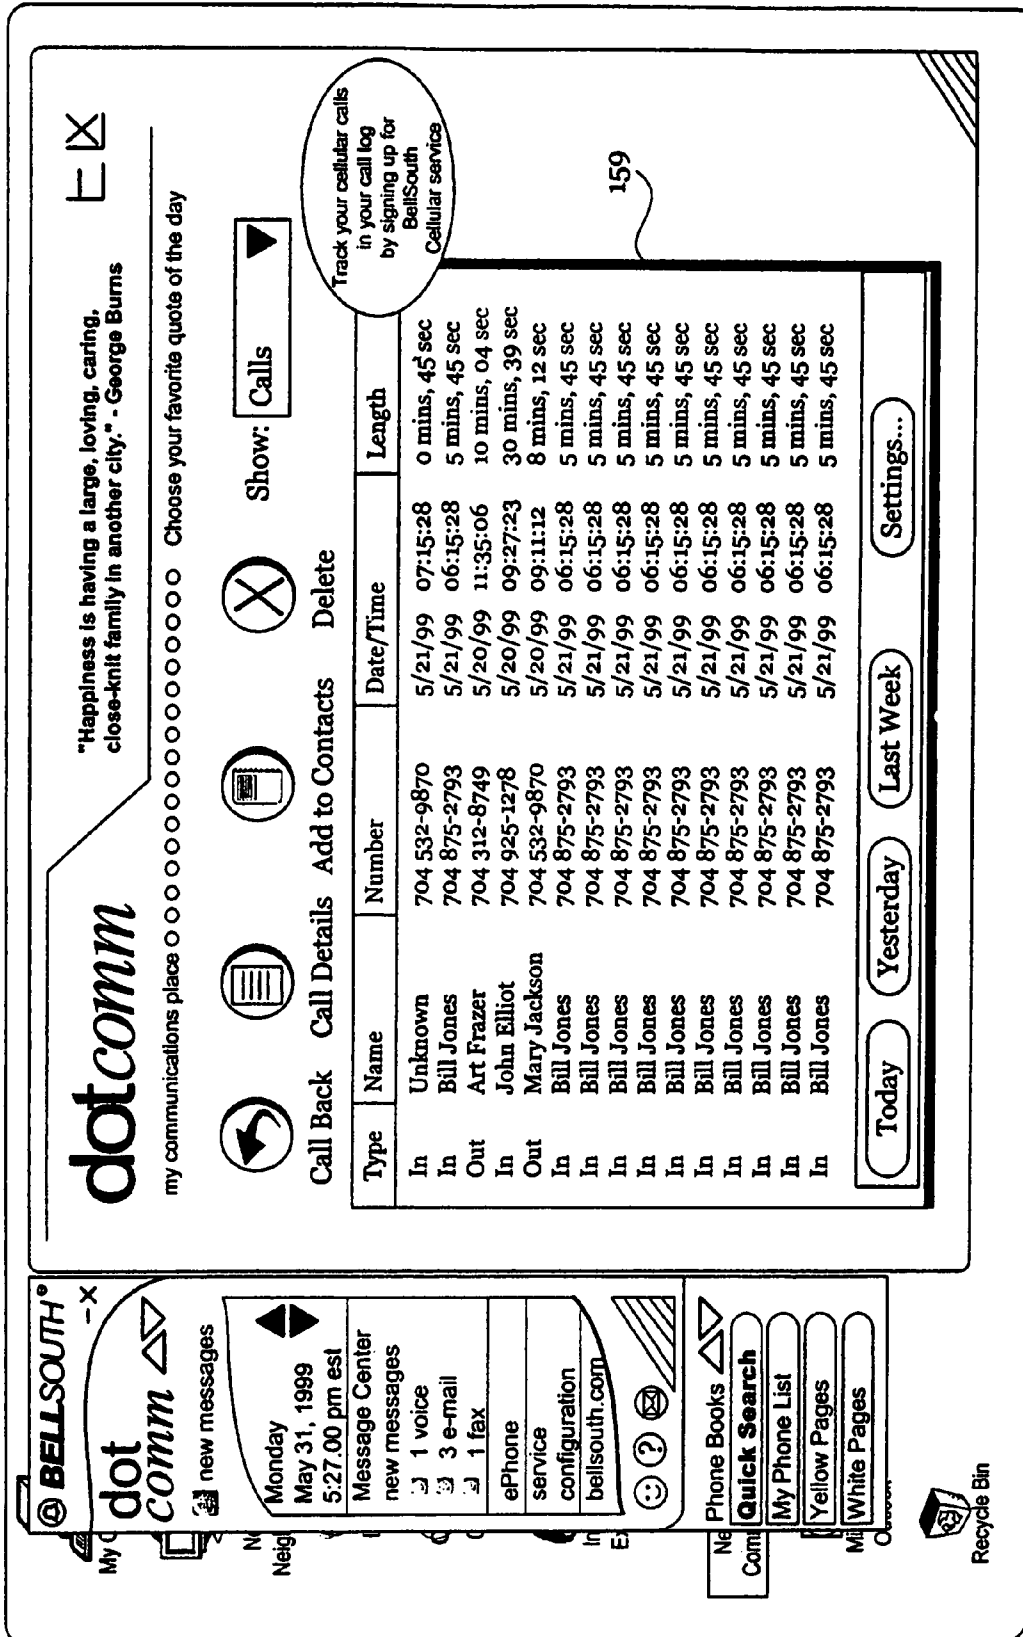 BELLSOUTH®
– X
dot
comm
new messages
Monday
May 31, 1999
5:27.00 pm est
Message Center
new messages
1 voice
3 e-mail
1 fax
ePhone
service
configuration
bellsouth.com
?
Phone Books
Quick Search
My Phone List
Yellow Pages
White Pages
Recycle Bin
dotcomm
"Happiness is having a large, loving, caring,
close-knit family in another city." - George Burns
my communications place
Choose your favorite quote of the day
Call Back
Call Details
Add to Contacts
Delete
Show: Calls
Track your cellular calls
in your call log
by signing up for
BellSouth
Cellular service
159
Type Name Number Date/Time Length
In Unknown 704 532-9870 5/21/99 07:15:28 0 mins, 45 sec
In Bill Jones 704 875-2793 5/21/99 06:15:28 5 mins, 45 sec
Out Art Frazer 704 312-8749 5/20/99 11:35:06 10 mins, 04 sec
In John Elliot 704 925-1278 5/20/99 09:27:23 30 mins, 39 sec
Out Mary Jackson 704 532-9870 5/20/99 09:11:12 8 mins, 12 sec
In Bill Jones 704 875-2793 5/21/99 06:15:28 5 mins, 45 sec
In Bill Jones 704 875-2793 5/21/99 06:15:28 5 mins, 45 sec
In Bill Jones 704 875-2793 5/21/99 06:15:28 5 mins, 45 sec
In Bill Jones 704 875-2793 5/21/99 06:15:28 5 mins, 45 sec
In Bill Jones 704 875-2793 5/21/99 06:15:28 5 mins, 45 sec
In Bill Jones 704 875-2793 5/21/99 06:15:28 5 mins, 45 sec
In Bill Jones 704 875-2793 5/21/99 06:15:28 5 mins, 45 sec
In Bill Jones 704 875-2793 5/21/99 06:15:28 5 mins, 45 sec
In Bill Jones 704 875-2793 5/21/99 06:15:28 5 mins, 45 sec
In Bill Jones 704 875-2793 5/21/99 06:15:28 5 mins, 45 sec
Today
Yesterday
Last Week
Settings...